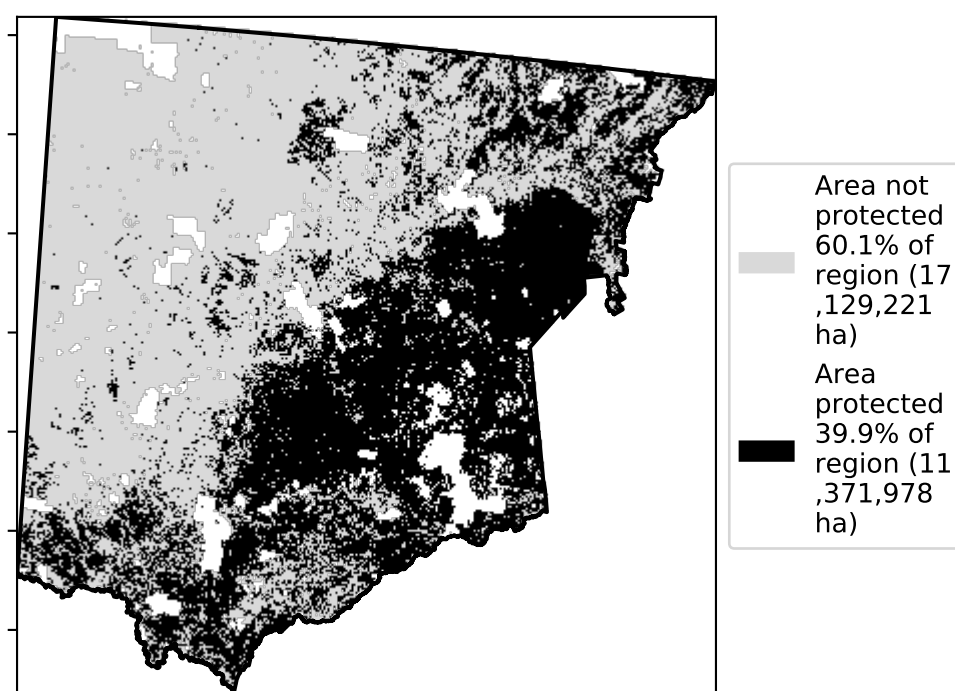 Area not
protected
60.1% of
region (17
,129,221
ha)
Area
protected
39.9% of
region (11
,371,978
ha)